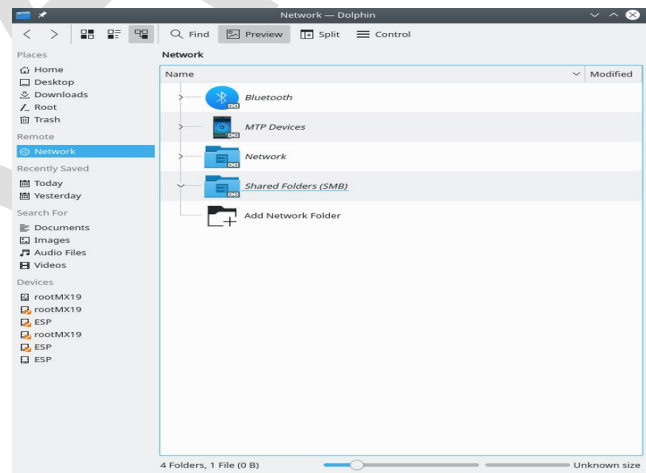 Network — Dolphin
Find Preview Split Control
Places
Home
Desktop
Downloads
Root
Trash
Remote
Network
Recently Saved
Today
Yesterday
Search For
Documents
Images
Audio Files
Videos
Devices
rootMX19
rootMX19
ESP
rootMX19
ESP
ESP
Network
Name Modified
Bluetooth
MTP Devices
Network
Shared Folders (SMB)
Add Network Folder
4 Folders, 1 File (0 B) Unknown size